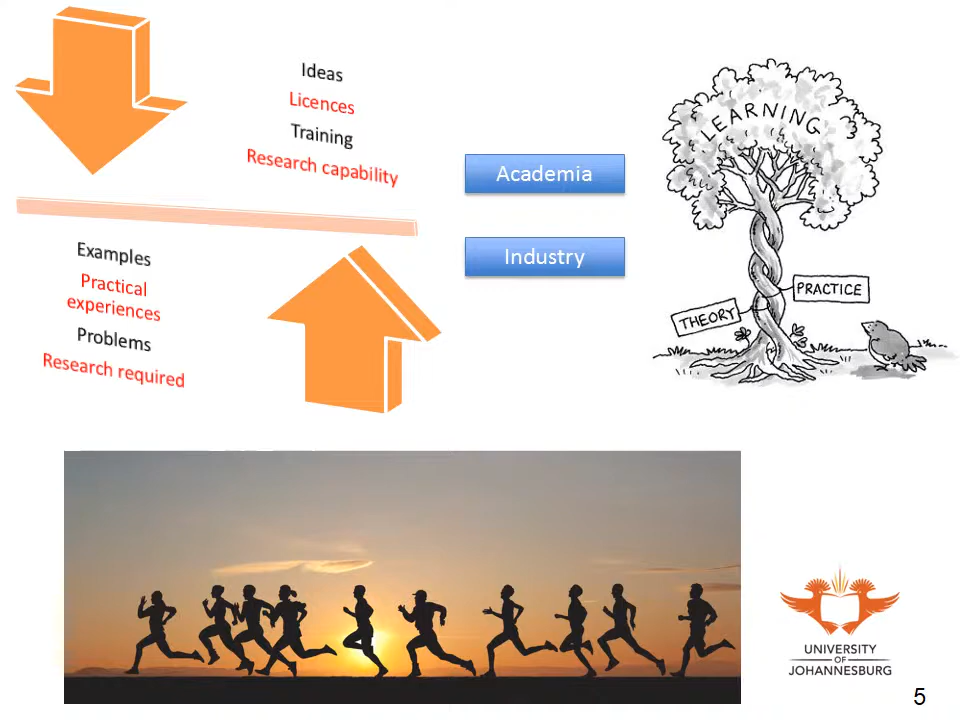 Ideas
Licences
Training
Research capability
Academia
Industry
Examples
Practical
experiences
Problems
Research required
LEARNING
PRACTICE
THEORY
UNIVERSITY
OF
JOHANNESBURG
5